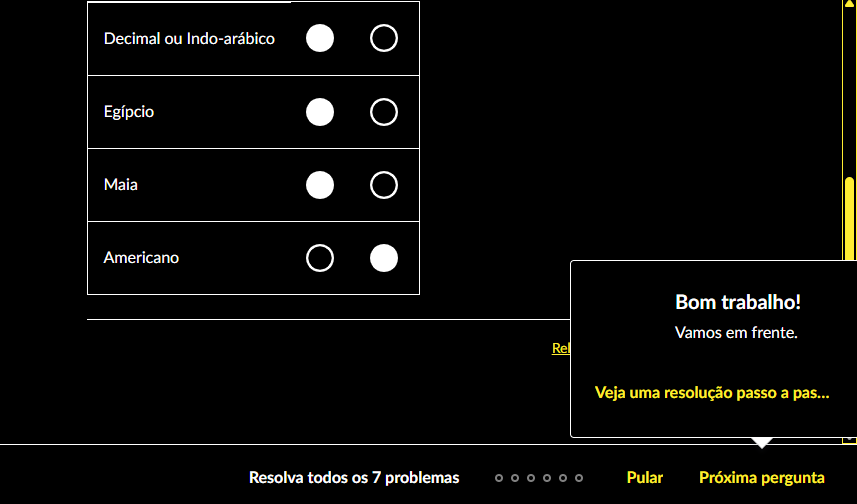 Decimal ou Indo-arábico
Egípcio
Maia
Americano
Bom trabalho!
Vamos em frente.
Veja uma resolução passo a pas...
Resolva todos os 7 problemas
Pular
Próxima pergunta